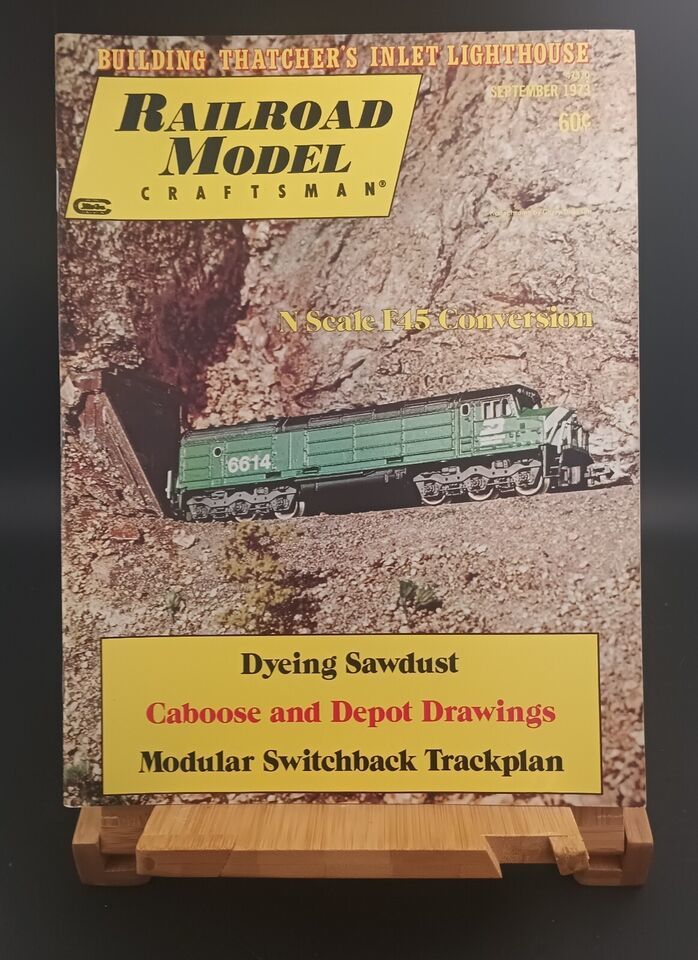 BUILDING THATCHER'S INLET LIGHTHOUSE
RAILROAD
MODEL
CRAFTSMAN®
SEPTEMBER 1973
60¢
N Scale F45 Conversion
6614
Dyeing Sawdust
Caboose and Depot Drawings
Modular Switchback Trackplan